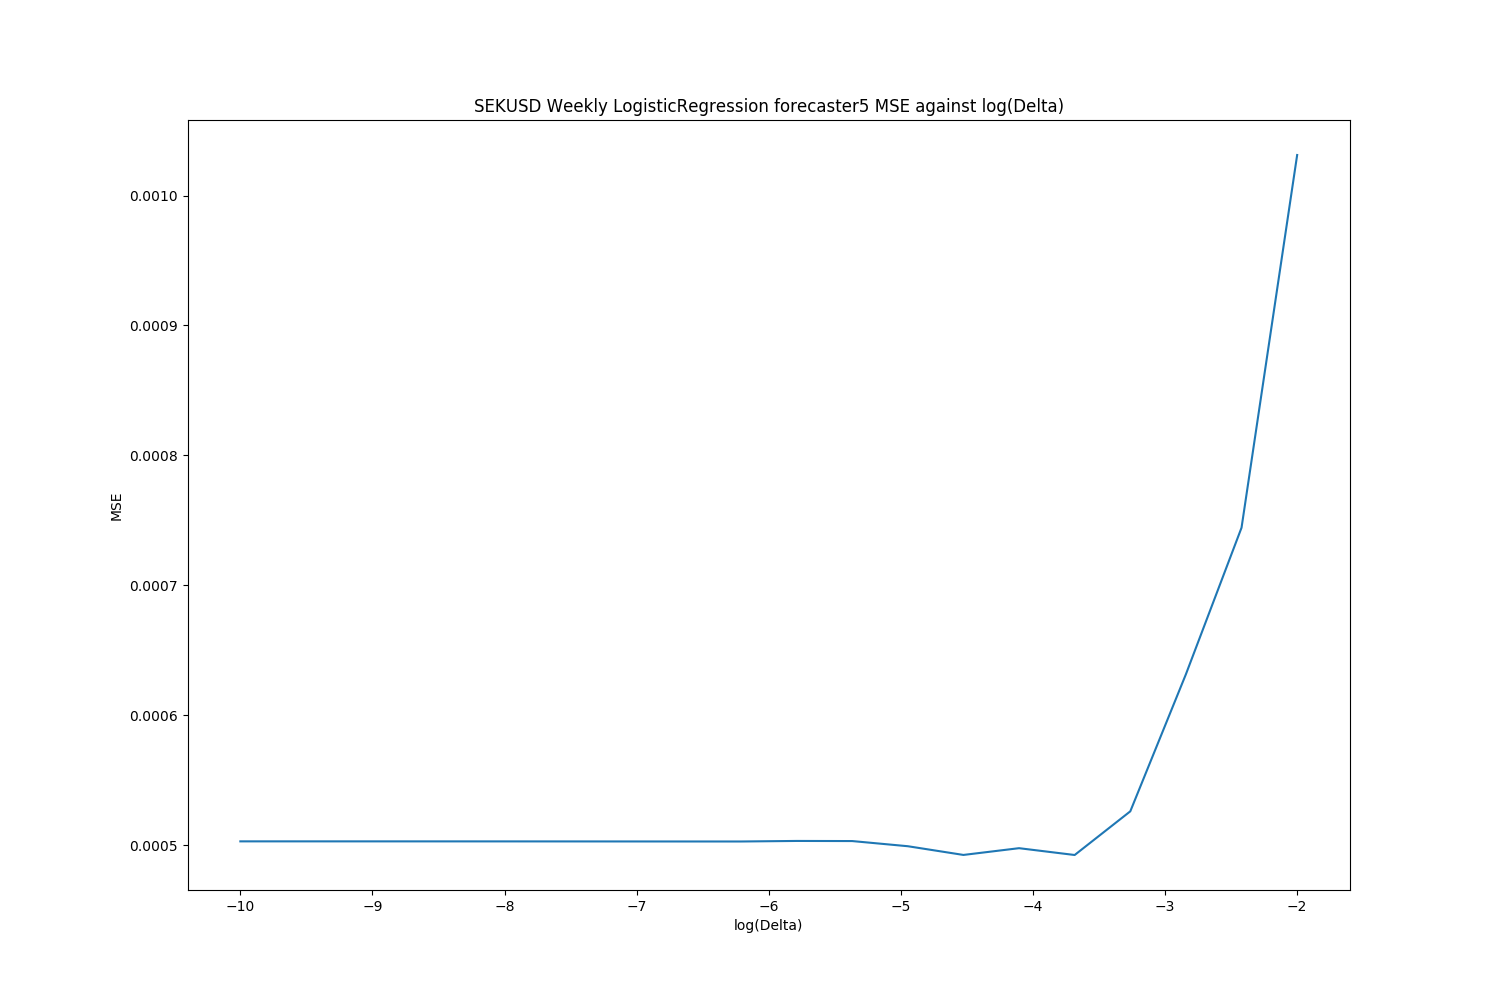 SEKUSD Weekly LogisticRegression forecaster5 MSE against log(Delta)
0.0010
0.0009
0.0008
MSE
0.0007
0.0006
0.0005
−10 −9 −8 −7 −6 −5 −4 −3 −2
log(Delta)